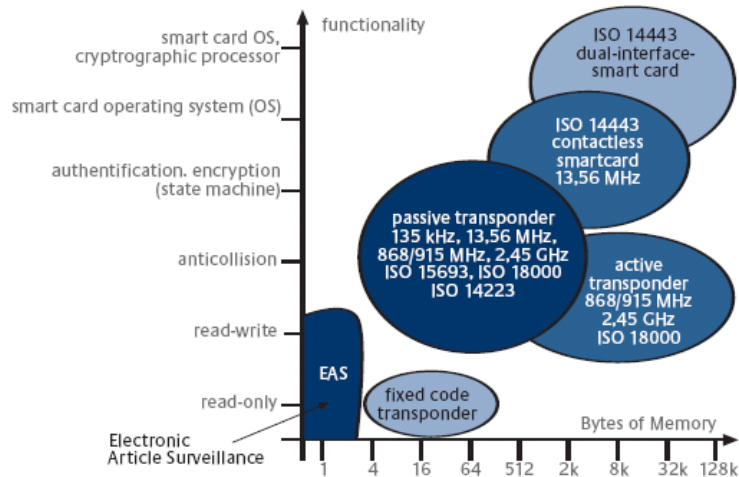 functionality
smart card OS,
cryptographic processor
smart card operating system (OS)
authentification. encryption
(state machine)
anticollision
read-write
read-only
Electronic
Article Surveillance
ISO 14443
dual-interface-
smart card
ISO 14443
contactless
smartcard
13,56 MHz
passive transponder
135 kHz, 13,56 MHz,
868/915 MHz, 2,45 GHz
ISO 15693, ISO 18000
ISO 14223
active
transponder
868/915 MHz
2,45 GHz
ISO 18000
EAS
fixed code
transponder
Bytes of Memory
1 4 16 64 512 2k 8k 32k 128k